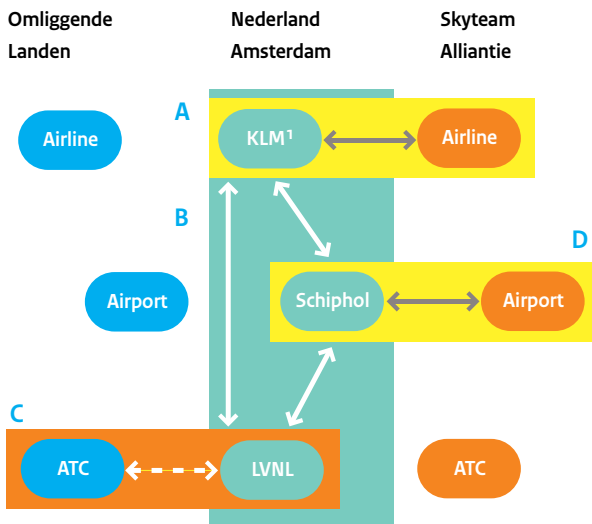 Omliggende Landen
Nederland Amsterdam
Skyteam Alliantie
A
Airline
KLM¹
Airline
B
D
Airport
Schiphol
Airport
C
ATC
LVNL
ATC